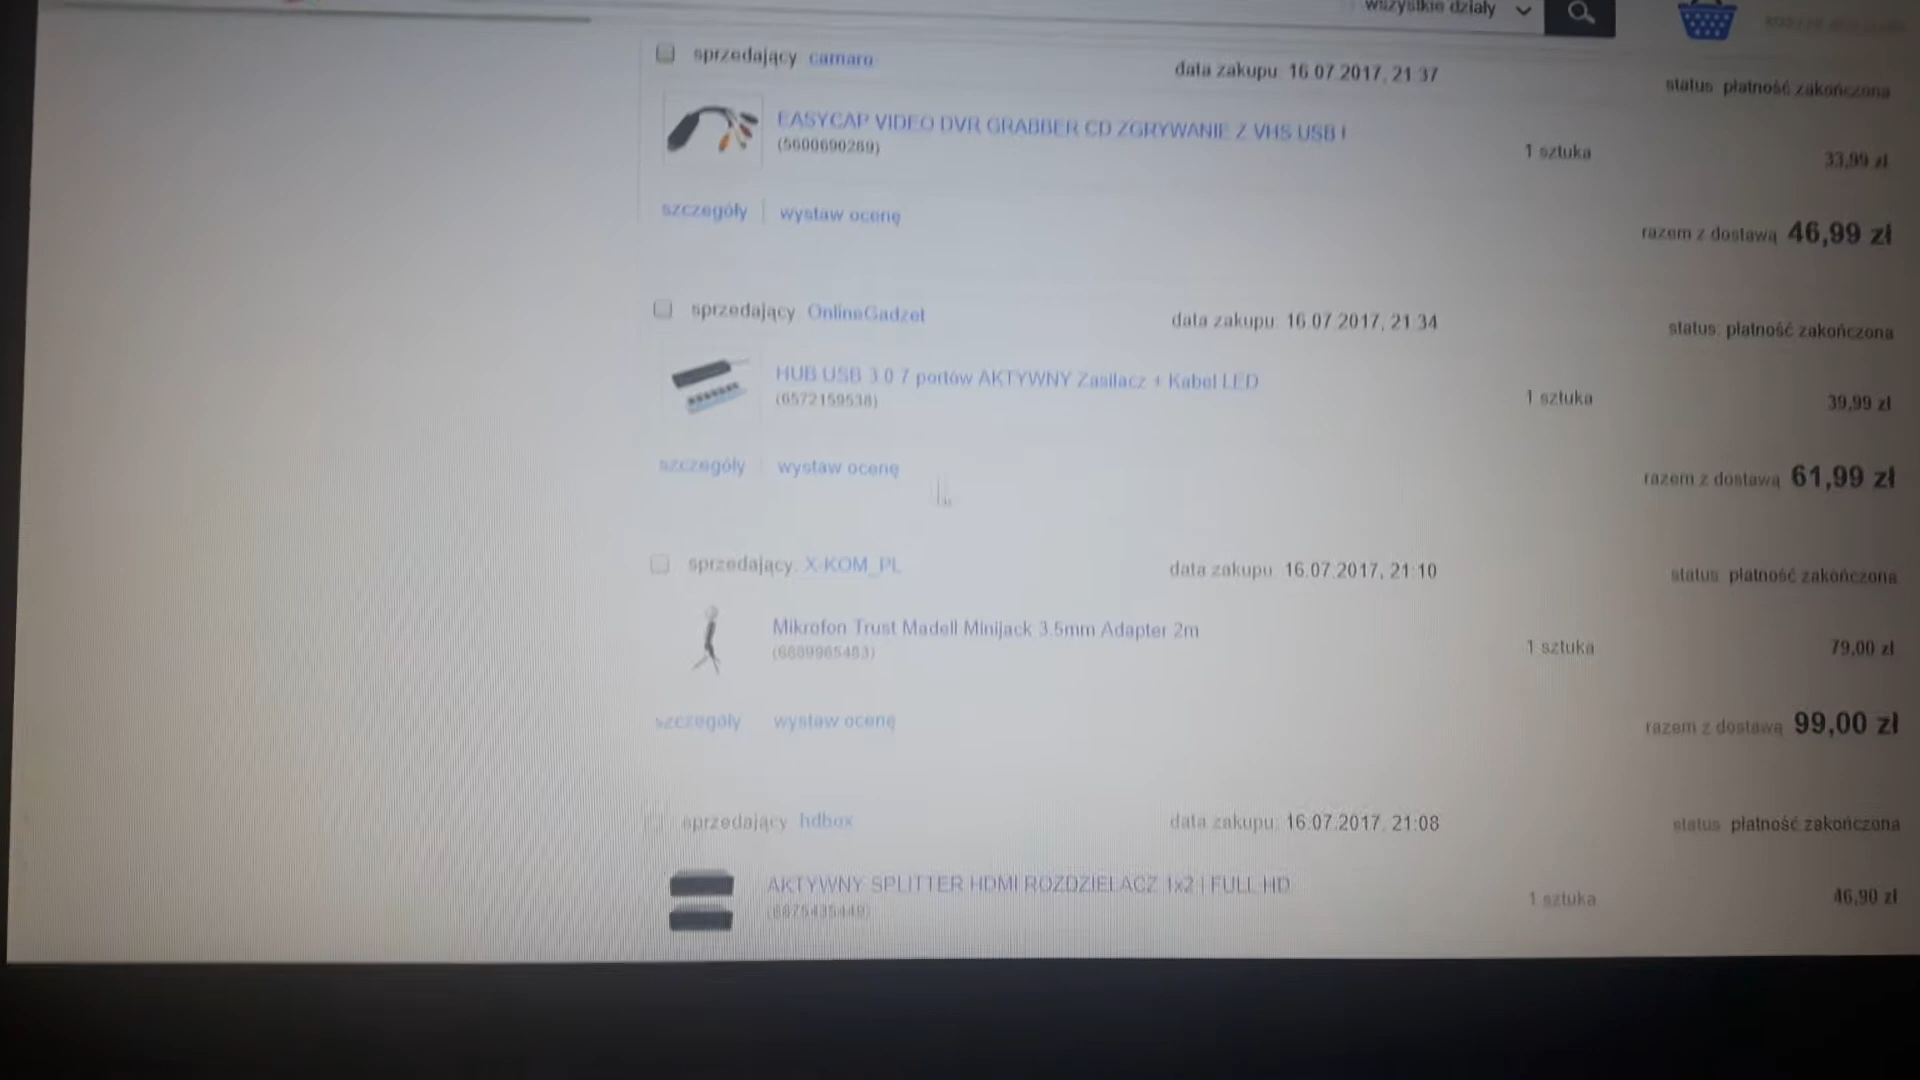 wszystkie działy
sprzedający camaro
data zakupu: 16.07.2017, 21:37
status: płatność zakończona
EASYCAP VIDEO DVR GRABBER CD ZGRYWANIE Z VHS USB !
(5600690289)
1 sztuka
33,99 zł
szczegóły wystaw ocenę
razem z dostawą 46,99 zł
sprzedający OnlineGadzet
data zakupu: 16.07.2017, 21:34
status: płatność zakończona
HUB USB 3.0 7 portów AKTYWNY Zasilacz + Kabel LED
(6572159538)
1 sztuka
39,99 zł
szczegóły wystaw ocenę
razem z dostawą 61,99 zł
sprzedający: X-KOM_PL
data zakupu: 16.07.2017, 21:10
status: płatność zakończona
Mikrofon Trust Madell Minijack 3.5mm Adapter 2m
(6889965483)
1 sztuka
79,00 zł
szczegóły wystaw ocenę
razem z dostawą 99,00 zł
sprzedający hdbox
data zakupu: 16.07.2017, 21:08
status: płatność zakończona
AKTYWNY SPLITTER HDMI ROZDZIELACZ 1x2 | FULL HD
(6675435449)
1 sztuka
46,90 zł